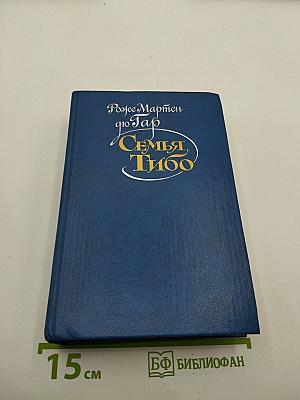 Роже Мартен
дю Гар
Семья
Тибо
15 см
БФ БИБЛИОФАН